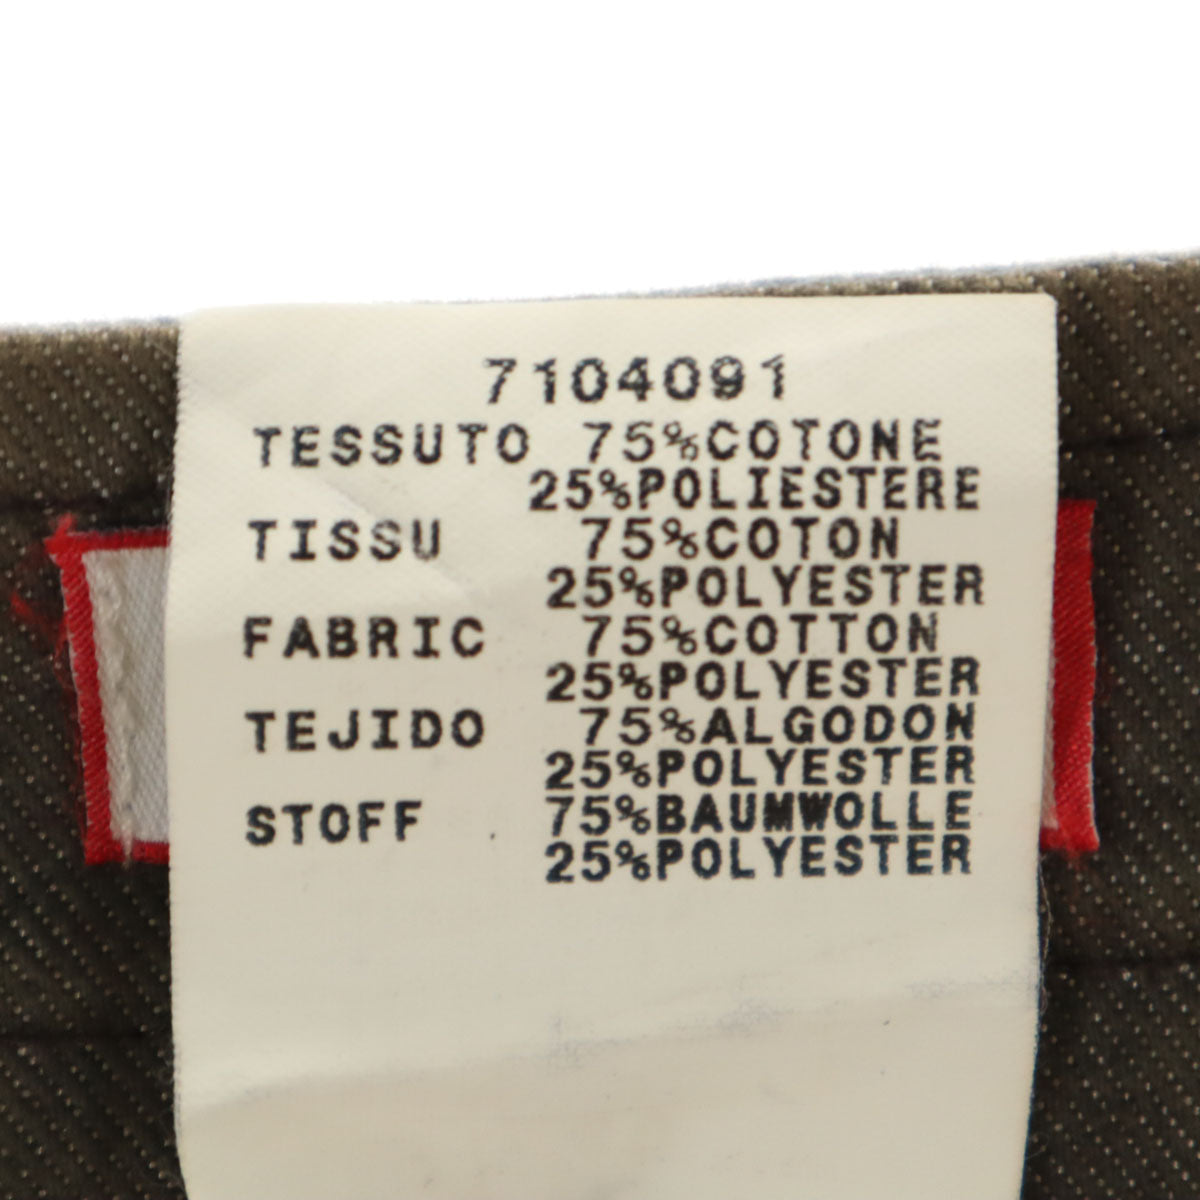 7104091
TESSUTO 75%COTONE
25%POLIESTERE
TISSU 75%COTON
25%POLYESTER
FABRIC 75%COTTON
25%POLYESTER
TEJIDO 75%ALGODON
25%POLYESTER
STOFF 75%BAUMWOLLE
25%POLYESTER